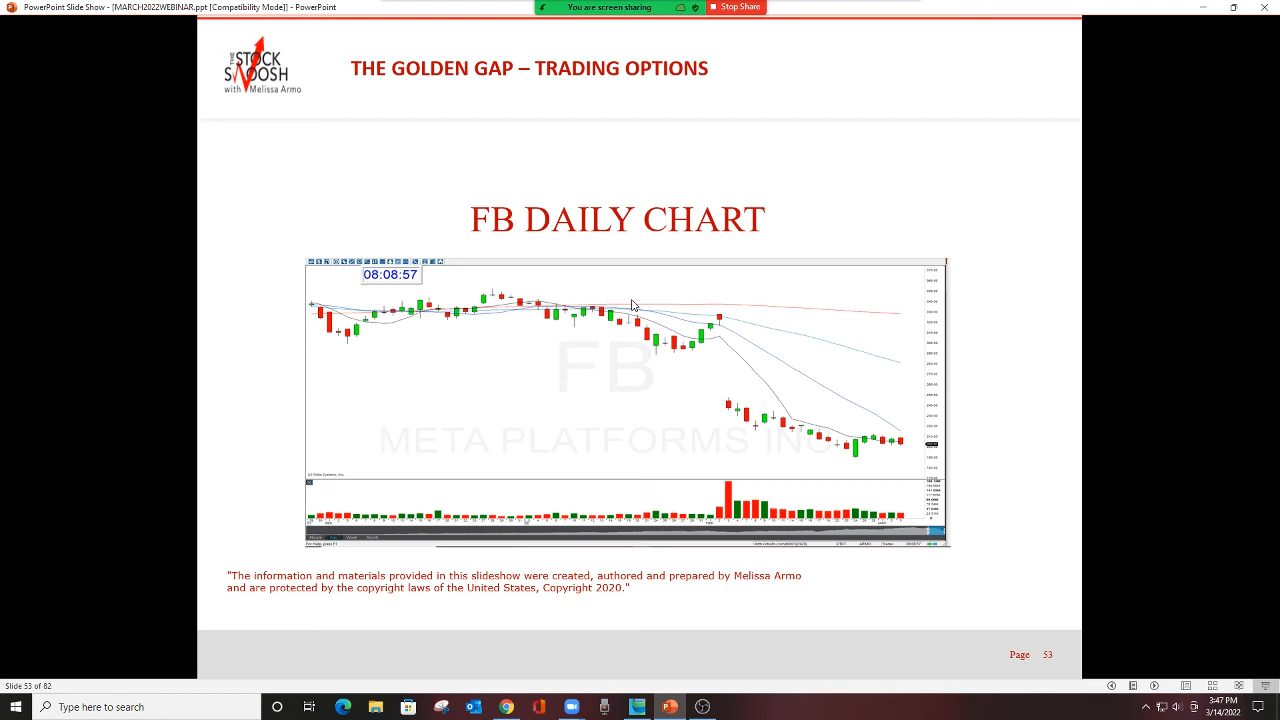 PowerPoint Slide Show - [MARCH2022WEBINAR.ppt [Compatibility Mode]] - PowerPoint
You are screen sharing
Stop Share
THE STOCK
SWOOSH
with Melissa Armo
THE GOLDEN GAP – TRADING OPTIONS
FB DAILY CHART
08:08:57
FB
META PLATFORMS INC
"The information and materials provided in this slideshow were created, authored and prepared by Melissa Armo
and are protected by the copyright laws of the United States, Copyright 2020."
Page 53
Slide 53 of 82
Type here to search
3:47 PM
3/14/2022